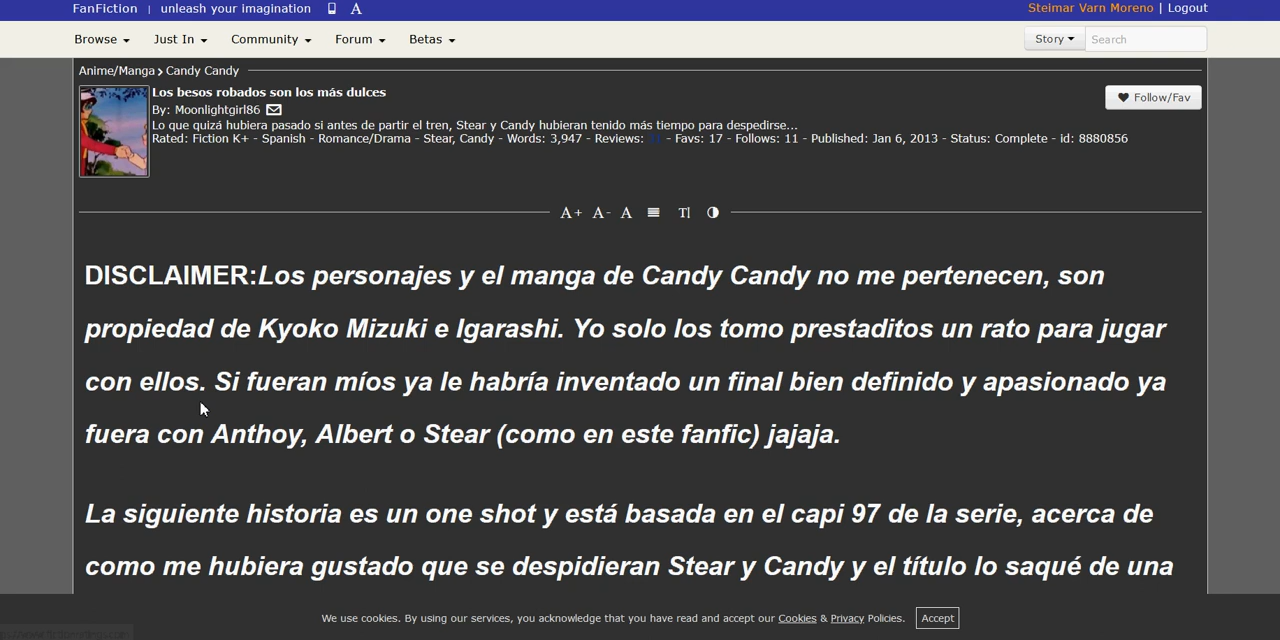 FanFiction | unleash your imagination A
Stelmar Varn Moreno | Logout
Browse Just In Community Forum Betas
Story Search
Anime/Manga Candy Candy
Los besos robados son los más dulces
Follow/Fav
By: Moonlightgirl86
Lo que quizá hubiera pasado si antes de partir el tren, Stear y Candy hubieran tenido más tiempo para despedirse...
Rated: Fiction K+ - Spanish - Romance/Drama - Stear, Candy - Words: 3,947 - Reviews: - Favs: 17 - Follows: 11 - Published: Jan 6, 2013 - Status: Complete - id: 8880856
A+ A- A T|
DISCLAIMER:Los personajes y el manga de Candy Candy no me pertenecen, son
propiedad de Kyoko Mizuki e Igarashi. Yo solo los tomo prestaditos un rato para jugar
con ellos. Si fueran míos ya le habría inventado un final bien definido y apasionado ya
fuera con Anthoy, Albert o Stear (como en este fanfic) jajaja.
La siguiente historia es un one shot y está basada en el capi 97 de la serie, acerca de
como me hubiera gustado que se despidieran Stear y Candy y el título lo saqué de una
We use cookies. By using our services, you acknowledge that you have read and accept our Cookies & Privacy Policies. Accept